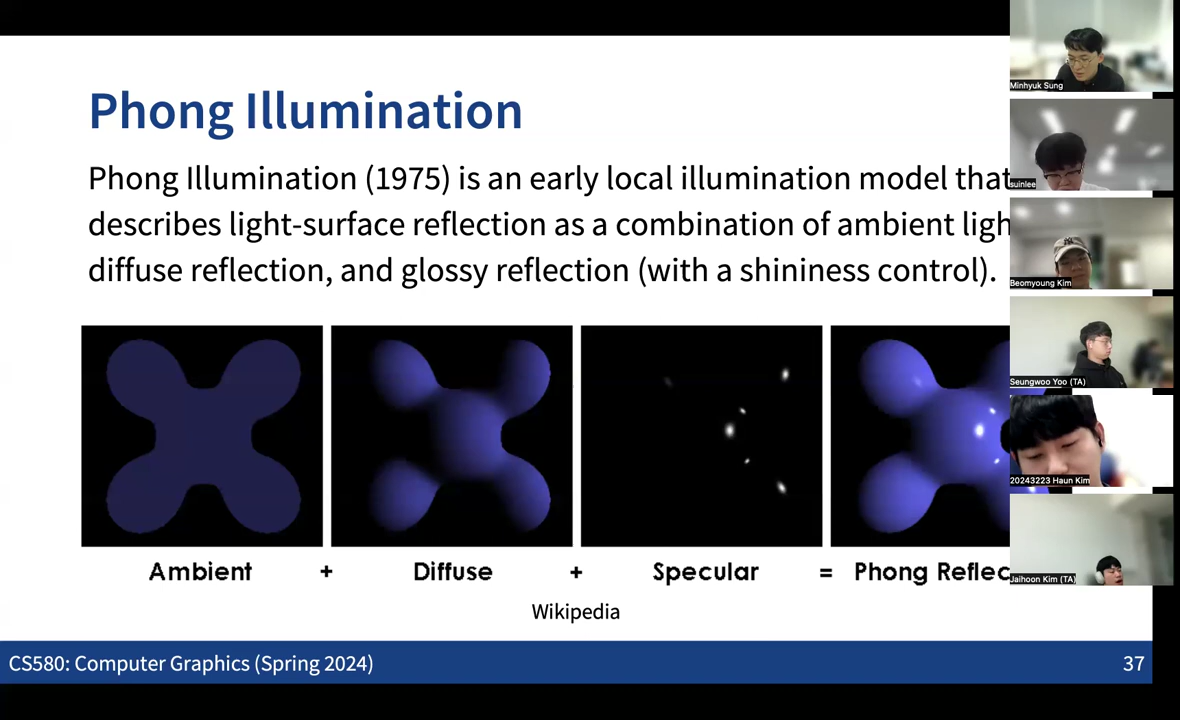 Phong Illumination
Phong Illumination (1975) is an early local illumination model that
describes light-surface reflection as a combination of ambient ligh
diffuse reflection, and glossy reflection (with a shininess control).
Ambient + Diffuse + Specular = Phong Reflec
Wikipedia
CS580: Computer Graphics (Spring 2024)
37
Minhyuk Sung
suinlee
Beomyoung Kim
Seungwoo Yoo (TA)
20243223 Haun Kim
Jaihoon Kim (TA)